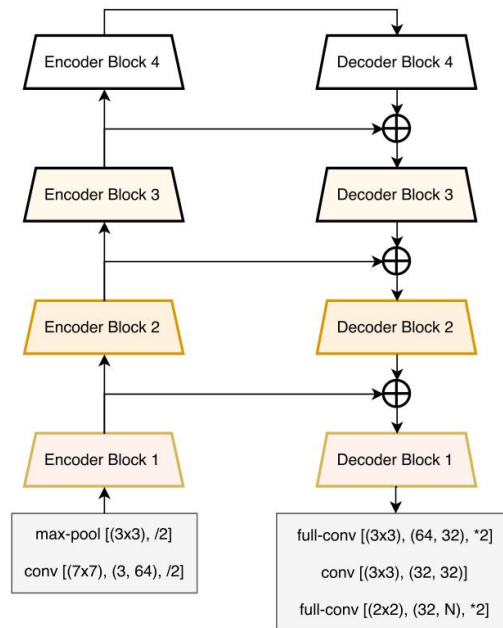 Encoder Block 4
Decoder Block 4
Encoder Block 3
Decoder Block 3
Encoder Block 2
Decoder Block 2
Encoder Block 1
Decoder Block 1
max-pool [(3x3), /2]
conv [(7x7), (3, 64), /2]
full-conv [(3x3), (64, 32), *2]
conv [(3x3), (32, 32)]
full-conv [(2x2), (32, N), *2]